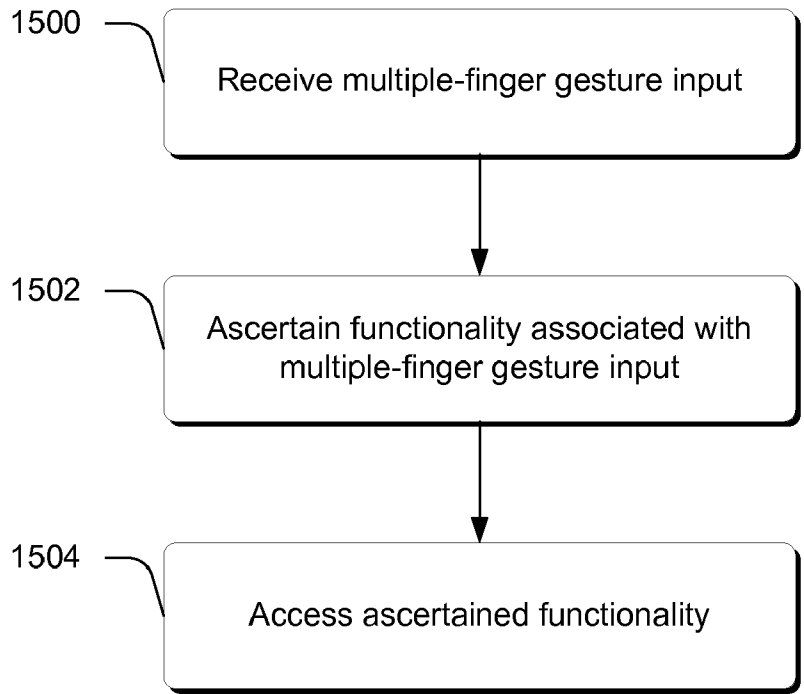 1500
Receive multiple-finger gesture input
1502
Ascertain functionality associated with
multiple-finger gesture input
1504
Access ascertained functionality